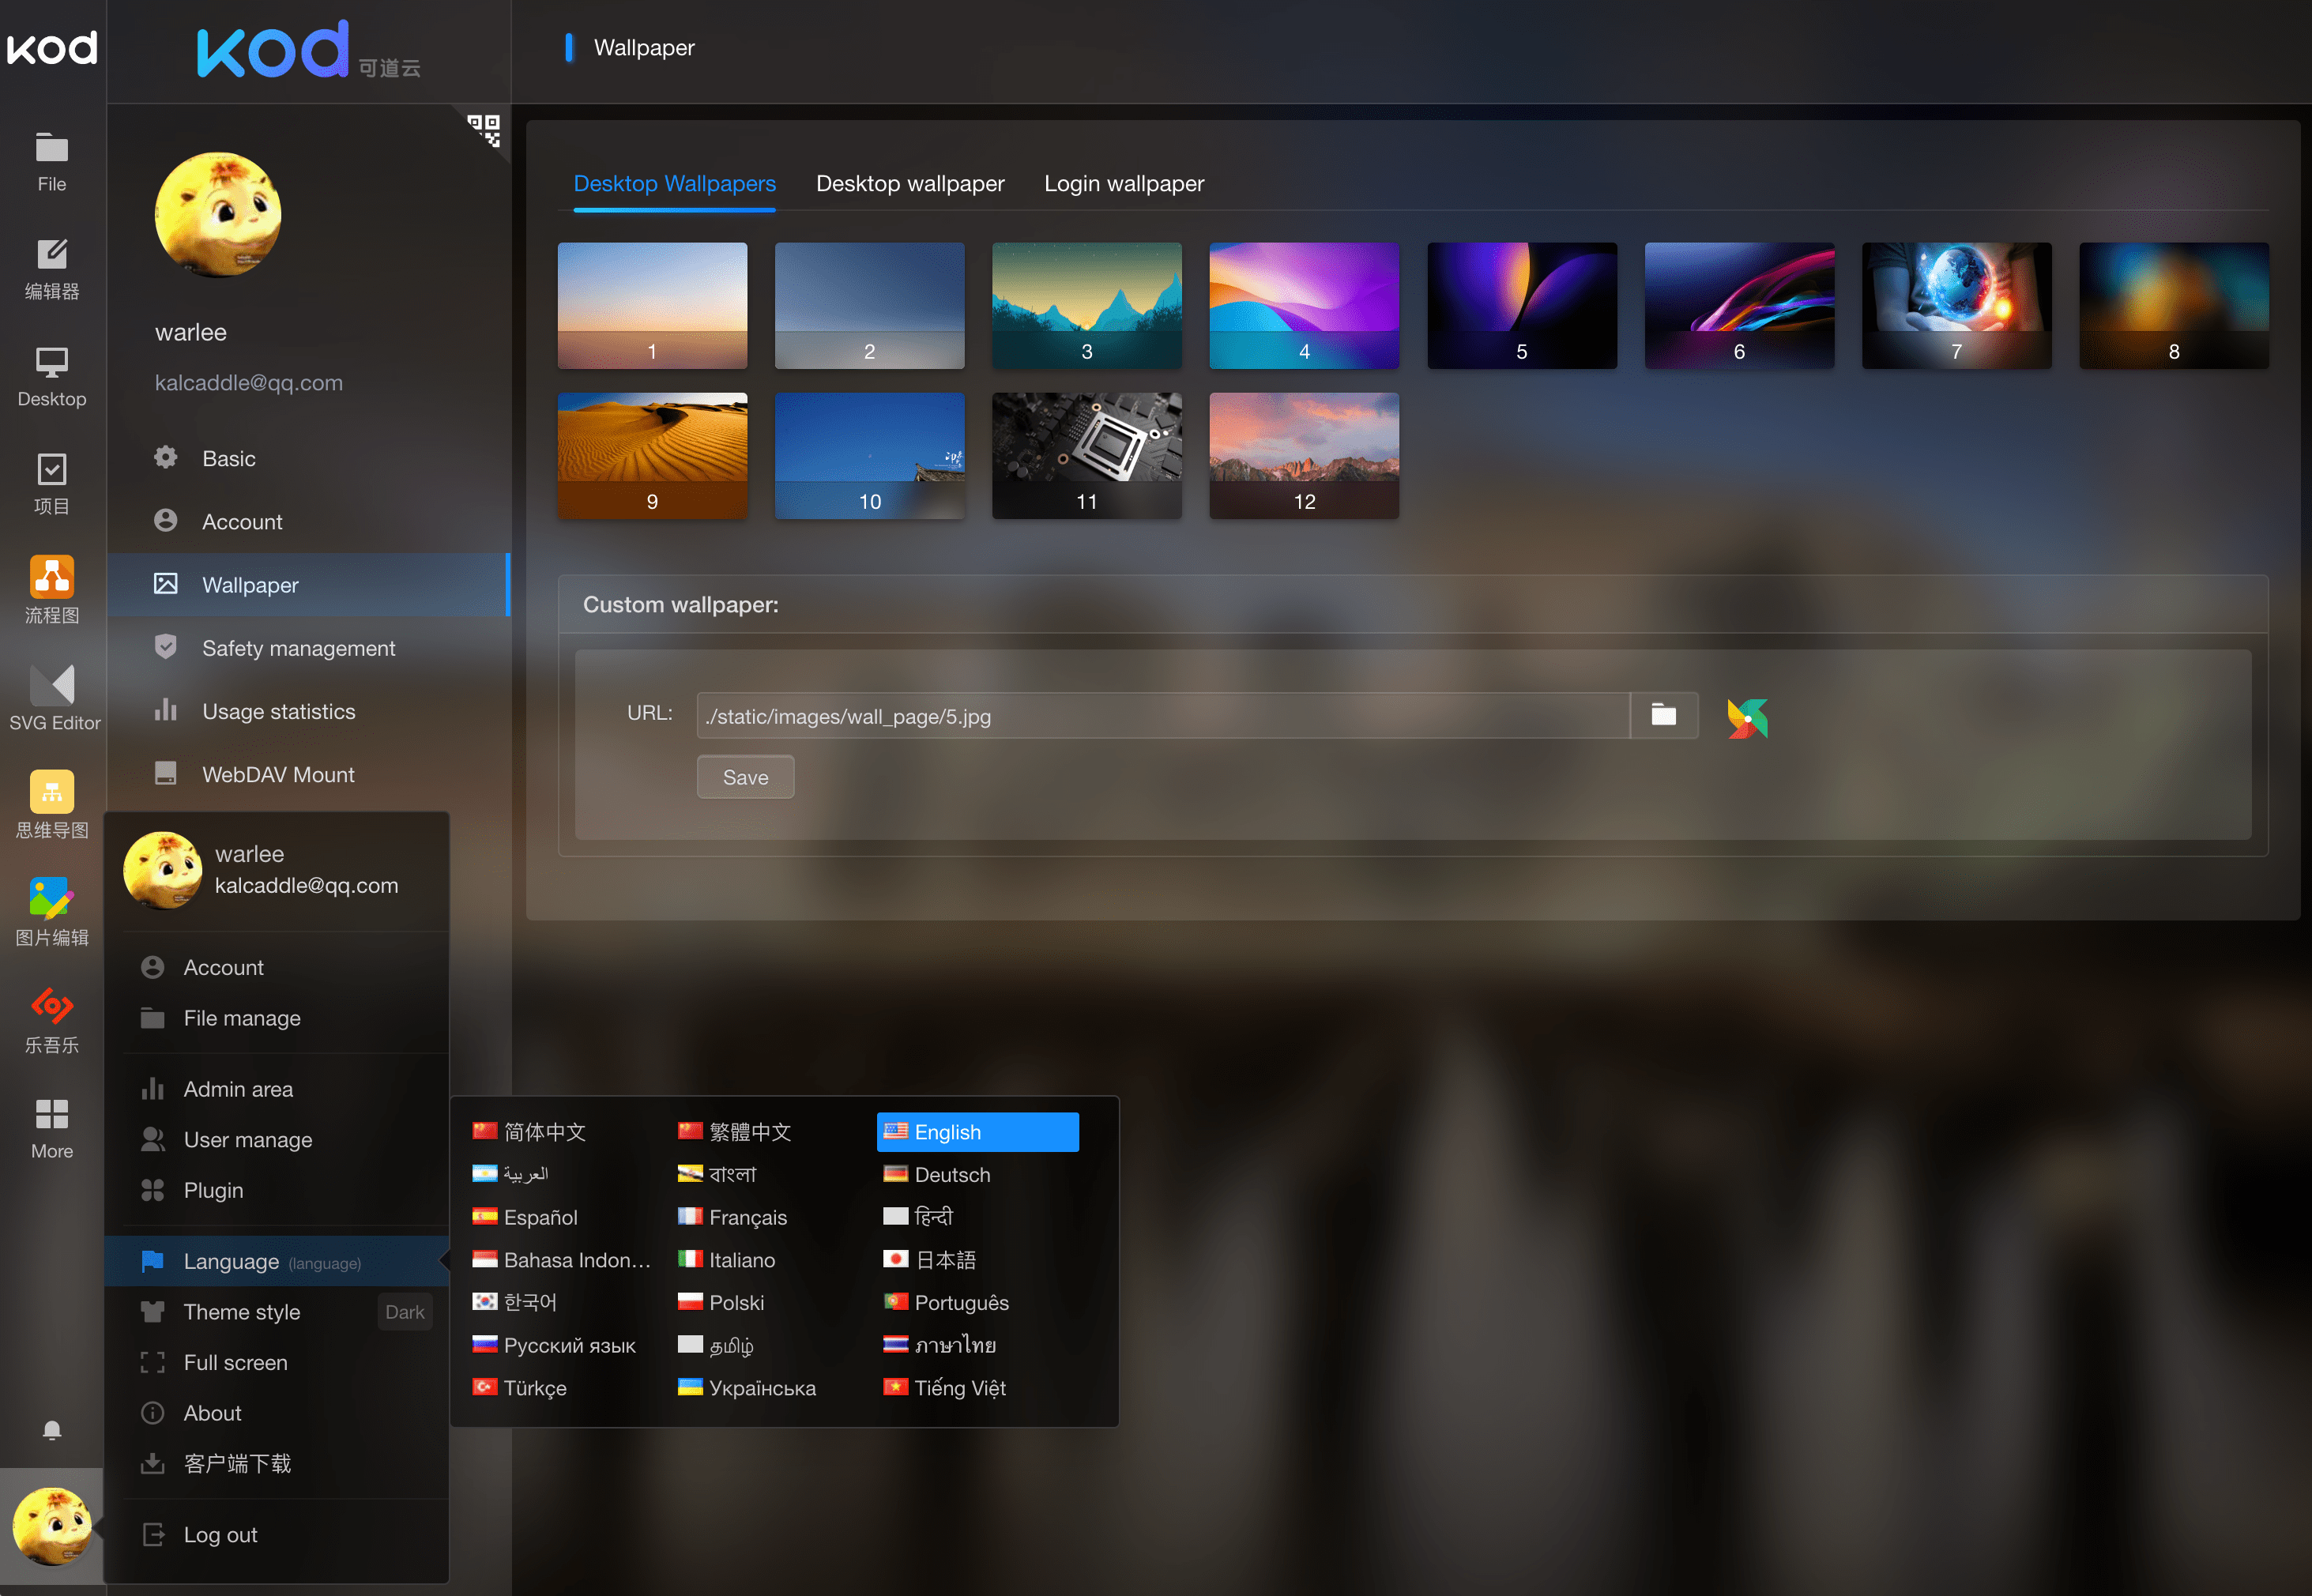 kod
File
编辑器
Desktop
项目
流程图
SVG Editor
思维导图
图片编辑
乐吾乐
More
kod 可道云
warlee
kalcaddle@qq.com
Basic
Account
Wallpaper
Safety management
Usage statistics
WebDAV Mount
warlee
kalcaddle@qq.com
Account
File manage
Admin area
User manage
Plugin
Language (language)
Theme style Dark
Full screen
About
客户端下载
Log out
简体中文 繁體中文 English
العربية বাংলা Deutsch
Español Français हिन्दी
Bahasa Indon... Italiano 日本語
한국어 Polski Português
Русский язык தமிழ் ภาษาไทย
Türkçe Українська Tiếng Việt
Wallpaper
Desktop Wallpapers Desktop wallpaper Login wallpaper
1 2 3 4 5 6 7 8
9 10 11 12
Custom wallpaper:
URL: ./static/images/wall_page/5.jpg
Save